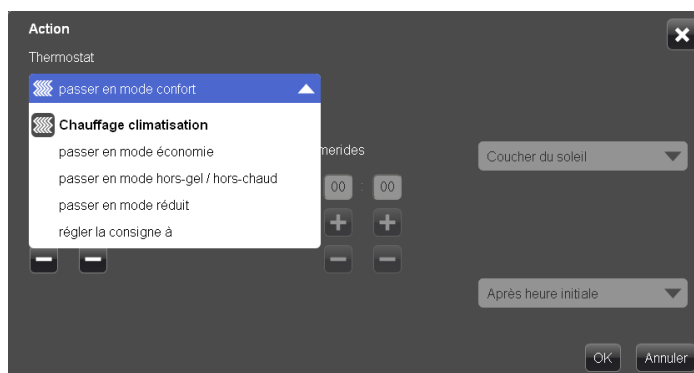 Action
Thermostat
passer en mode confort
Chauffage climatisation
passer en mode économie
passer en mode hors-gel / hors-chaud
passer en mode réduit
régler la consigne à
merides
00 : 00
Coucher du soleil
Après heure initiale
OK
Annuler